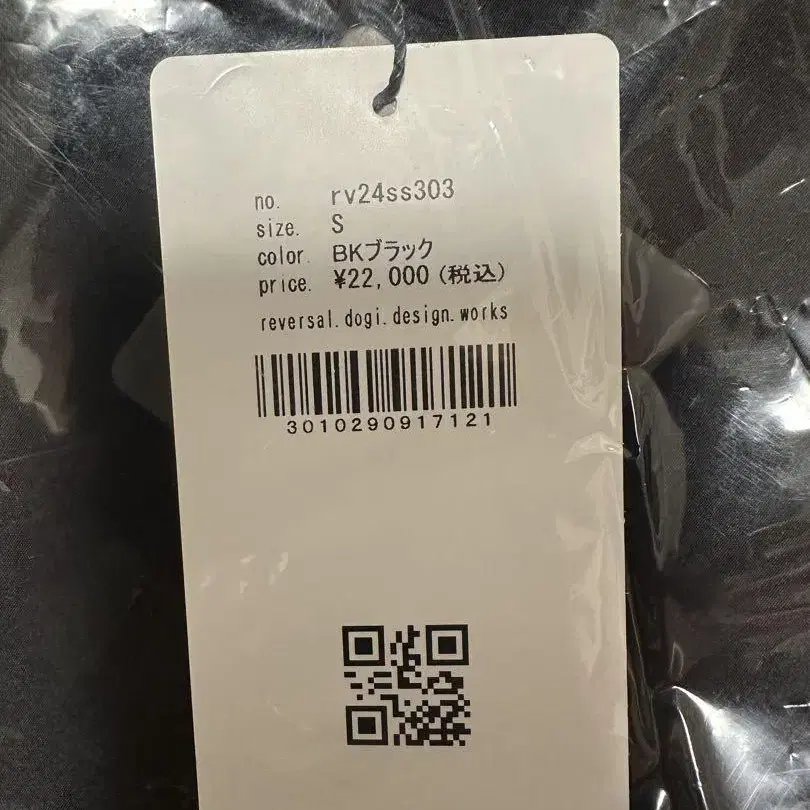 no. rv24ss303
size. S
color. BKブラック
price. ¥22,000(税込)
reversal.dogi.design.works
3010290917121